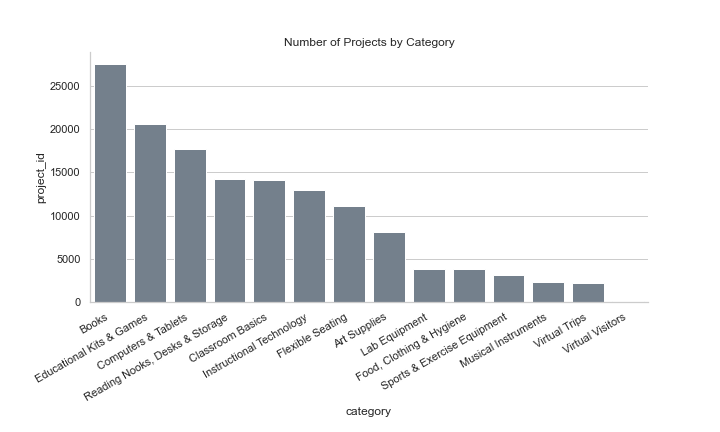 Number of Projects by Category
project_id
25000
20000
15000
10000
5000
0
Books
Educational Kits & Games
Computers & Tablets
Reading Nooks, Desks & Storage
Classroom Basics
Instructional Technology
Flexible Seating
Art Supplies
Lab Equipment
Food, Clothing & Hygiene
Sports & Exercise Equipment
Musical Instruments
Virtual Trips
Virtual Visitors
category